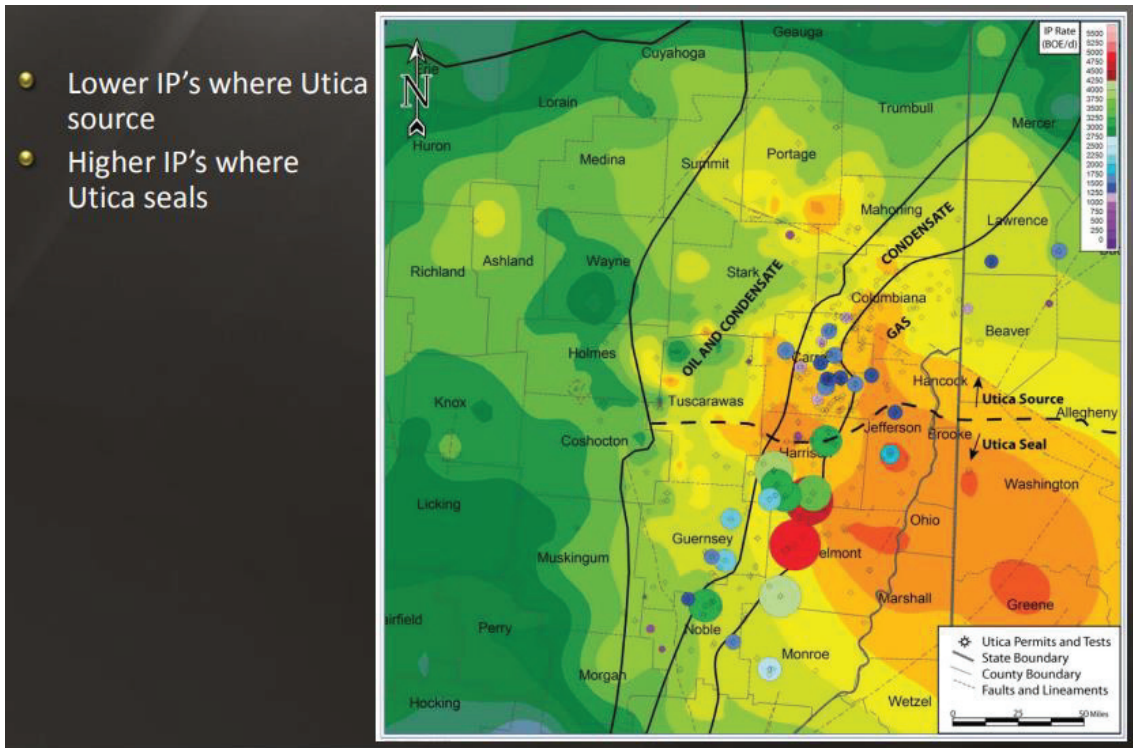 Lower IP's where Utica
source
Higher IP's where
Utica seals
IP Rate
(BOE/d)
5500
5250
5000
4750
4250
4000
3750
3500
3250
3000
2750
2500
2250
2000
1750
1500
1250
1000
750
500
250
0
N
Geauga
Cuyahoga
Erie
Lorain
Trumbull
Mercer
Huron
Medina
Summit
Portage
Mahoning
Lawrence
CONDENSATE
Richland
Ashland
Wayne
Stark
Columbiana
OIL AND CONDENSATE
GAS
Beaver
Holmes
Carro
Hancock
Utica Source
Knox
Tuscarawas
Allegheny
Coshocton
Jefferson
Brooke
Utica Seal
Harrison
Washington
Licking
Ohio
Guernsey
Muskingum
elmont
Marshall
Greene
airfield
Perry
Noble
Monroe
Morgan
Hocking
Wetzel
Utica Permits and Tests
State Boundary
County Boundary
Faults and Lineaments
0 25 50 Miles